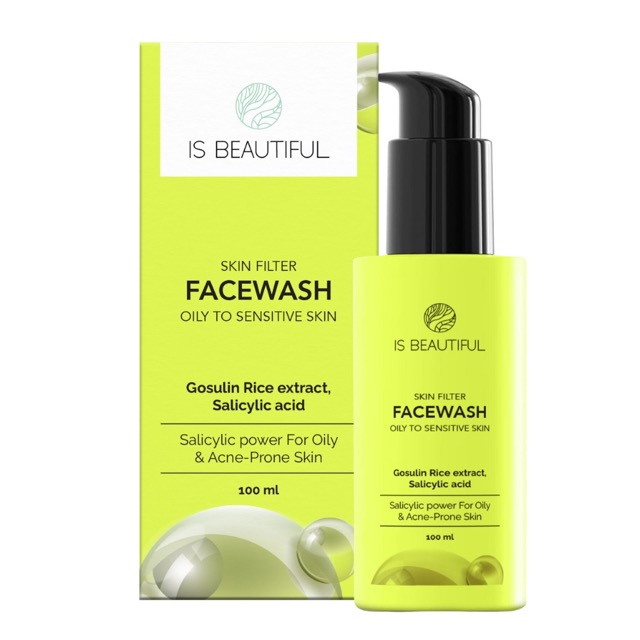 IS BEAUTIFUL
SKIN FILTER
FACEWASH
OILY TO SENSITIVE SKIN
Gosulin Rice extract,
Salicylic acid
Salicylic power For Oily
& Acne-Prone Skin
100 ml
IS BEAUTIFUL
SKIN FILTER
FACEWASH
OILY TO SENSITIVE SKIN
Gosulin Rice extract,
Salicylic acid
Salicylic power For Oily
& Acne-Prone Skin
100 ml